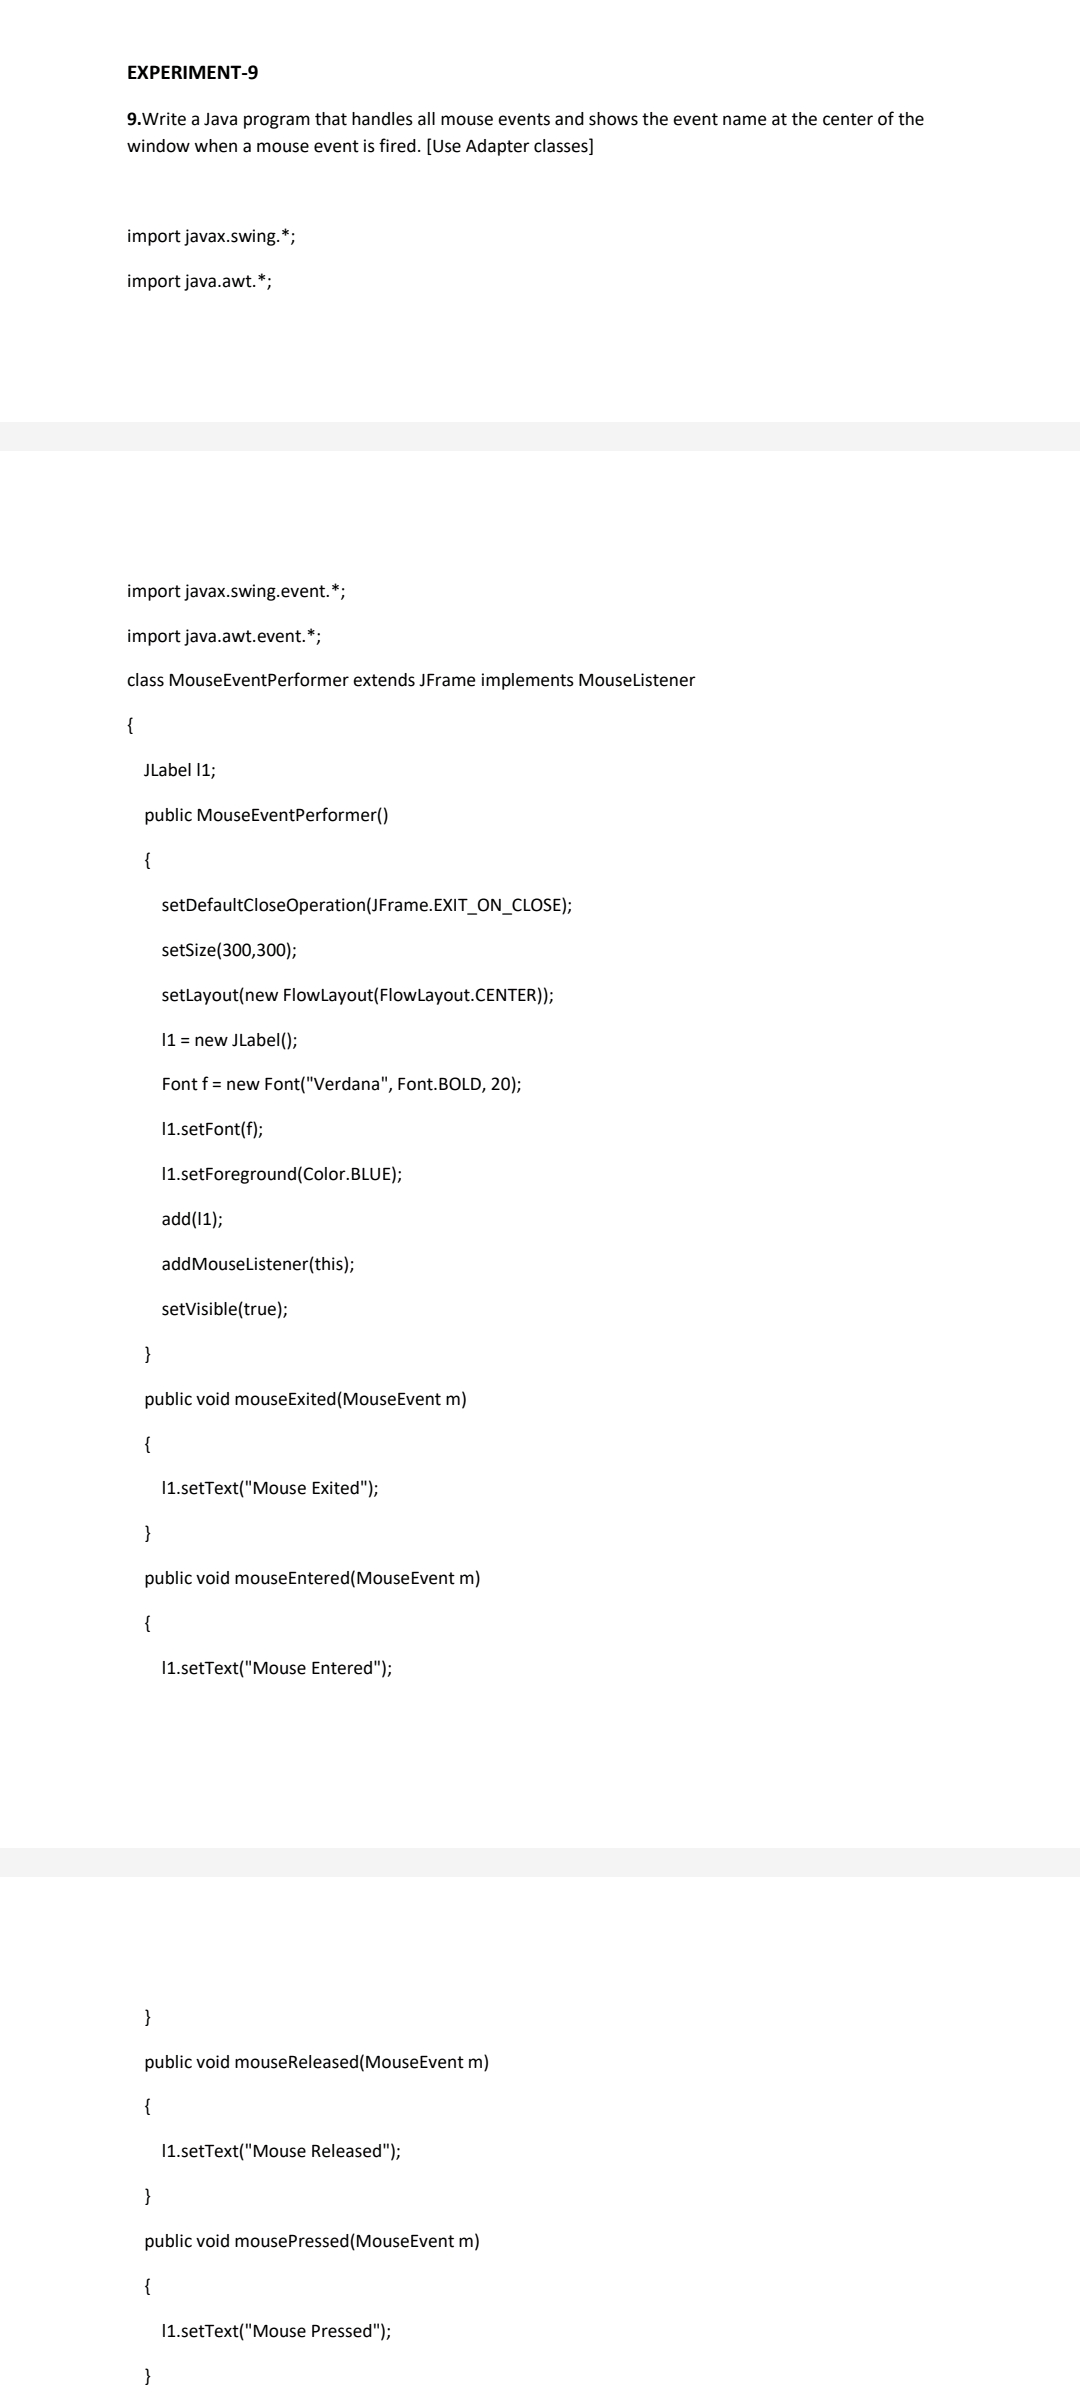 EXPERIMENT-9
9.Write a Java program that handles all mouse events and shows the event name at the center of the
window when a mouse event is fired. [Use Adapter classes]
import javax.swing.*;
import java.awt.*;
import javax.swing.event.*;
import java.awt.event.*;
class MouseEventPerformer extends JFrame implements MouseListener
{
JLabel l1;
public MouseEventPerformer()
{
setDefaultCloseOperation(JFrame.EXIT_ON_CLOSE);
setSize(300,300);
setLayout(new FlowLayout(FlowLayout.CENTER));
l1 = new JLabel();
Font f = new Font("Verdana", Font.BOLD, 20);
l1.setFont(f);
l1.setForeground(Color.BLUE);
add(l1);
addMouseListener(this);
setVisible(true);
}
public void mouseExited(MouseEvent m)
{
l1.setText("Mouse Exited");
}
public void mouseEntered(MouseEvent m)
{
l1.setText("Mouse Entered");
}
public void mouseReleased(MouseEvent m)
{
l1.setText("Mouse Released");
}
public void mousePressed(MouseEvent m)
{
l1.setText("Mouse Pressed");
}